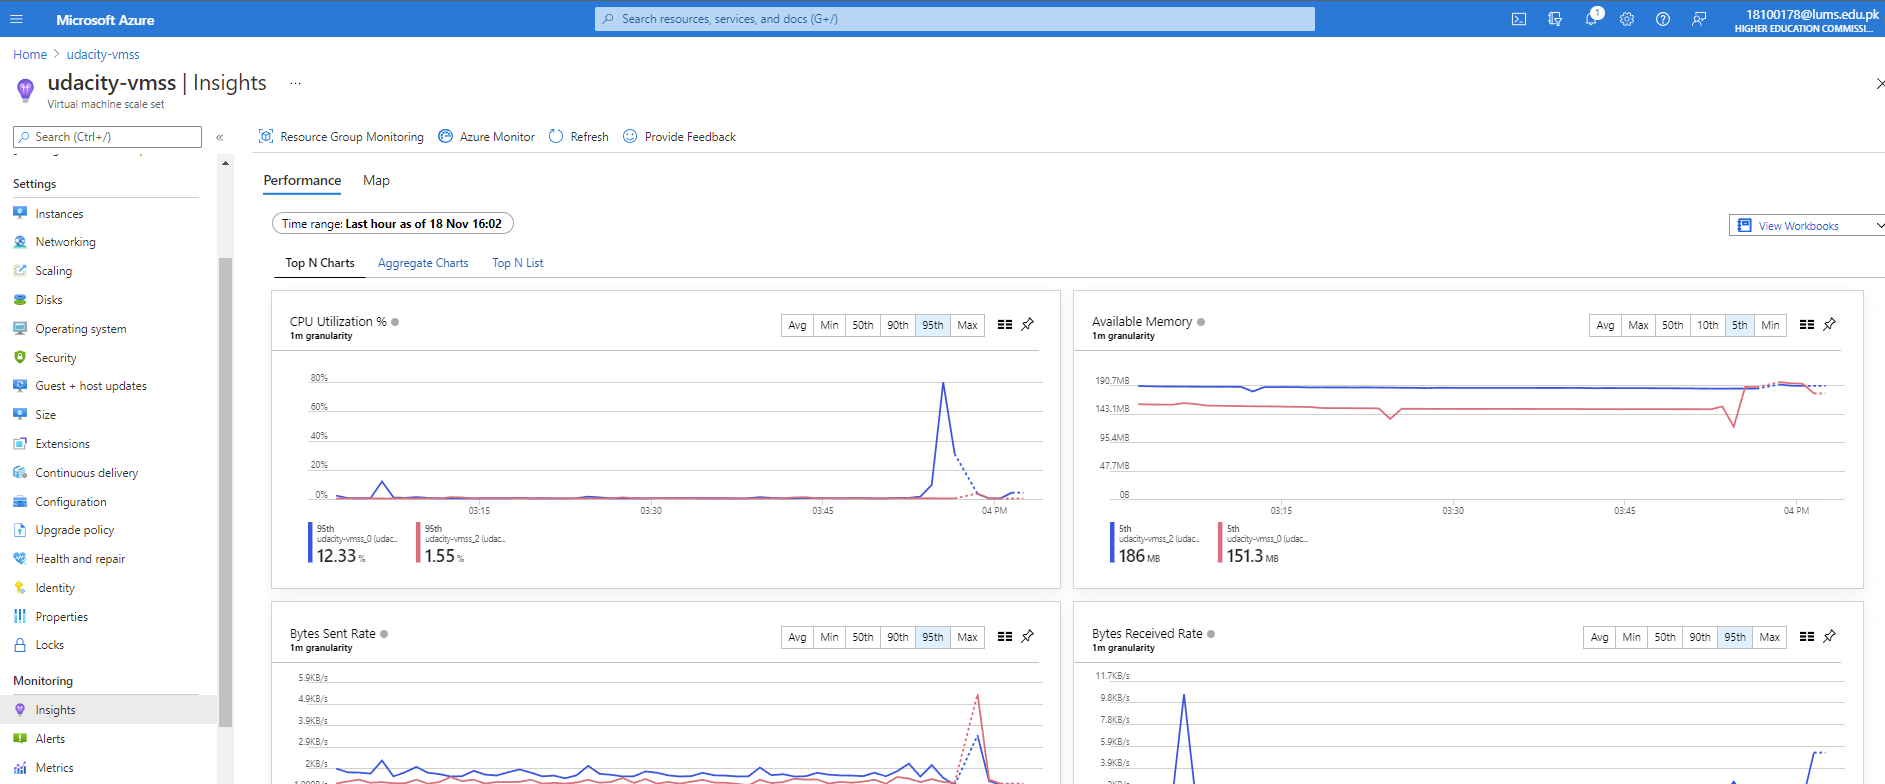 Microsoft Azure
Search resources, services, and docs (G+/)
1
18100178@lums.edu.pk
HIGHER EDUCATION COMMISSI...
Home > udacity-vmss
udacity-vmss | Insights ...
Virtual machine scale set
Search (Ctrl+/)
«
Resource Group Monitoring Azure Monitor Refresh Provide Feedback
Settings
Instances
Networking
Scaling
Disks
Operating system
Security
Guest + host updates
Size
Extensions
Continuous delivery
Configuration
Upgrade policy
Health and repair
Identity
Properties
Locks
Monitoring
Insights
Alerts
Metrics
Performance Map
Time range: Last hour as of 18 Nov 16:02
View Workbooks
Top N Charts Aggregate Charts Top N List
CPU Utilization %
1m granularity
Avg Min 50th 90th 95th Max
80%
60%
40%
20%
0%
03:15 03:30 03:45 04 PM
95th
udacity-vmss_0 (udac...
12.33 %
95th
udacity-vmss_2 (udac...
1.55 %
Available Memory
1m granularity
Avg Max 50th 10th 5th Min
190.7MB
143.1MB
95.4MB
47.7MB
0B
03:15 03:30 03:45 04 PM
5th
udacity-vmss_2 (udac...
186 MB
5th
udacity-vmss_0 (udac...
151.3 MB
Bytes Sent Rate
1m granularity
Avg Min 50th 90th 95th Max
5.9KB/s
4.9KB/s
3.9KB/s
2.9KB/s
2KB/s
Bytes Received Rate
1m granularity
Avg Min 50th 90th 95th Max
11.7KB/s
9.8KB/s
7.8KB/s
5.9KB/s
3.9KB/s